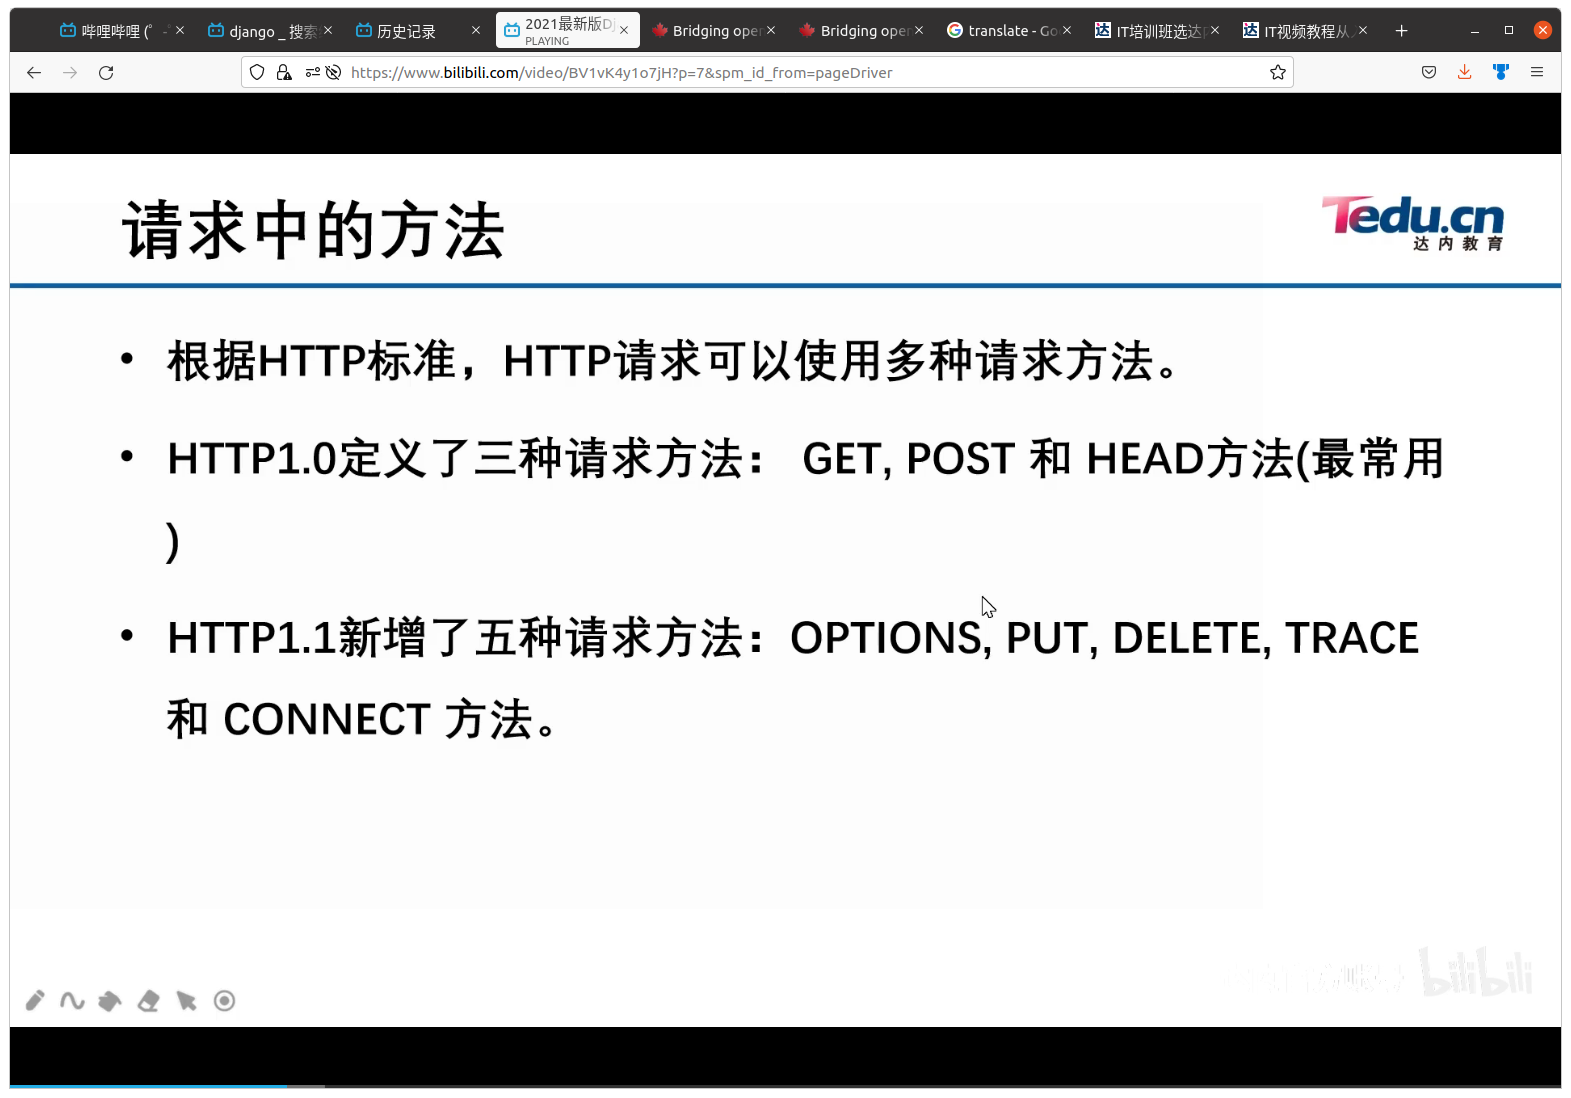 哔哩哔哩 (゜-゜
django _ 搜索
历史记录
2021最新版Dj
PLAYING
Bridging oper
Bridging oper
translate - Go
IT培训班选达内
IT视频教程从入
https://www.bilibili.com/video/BV1vK4y1o7jH?p=7&spm_id_from=pageDriver
请求中的方法
Tedu.cn
达内教育
• 根据HTTP标准，HTTP请求可以使用多种请求方法。
• HTTP1.0定义了三种请求方法： GET, POST 和 HEAD方法(最常用
)
• HTTP1.1新增了五种请求方法：OPTIONS, PUT, DELETE, TRACE
和 CONNECT 方法。
bilibili